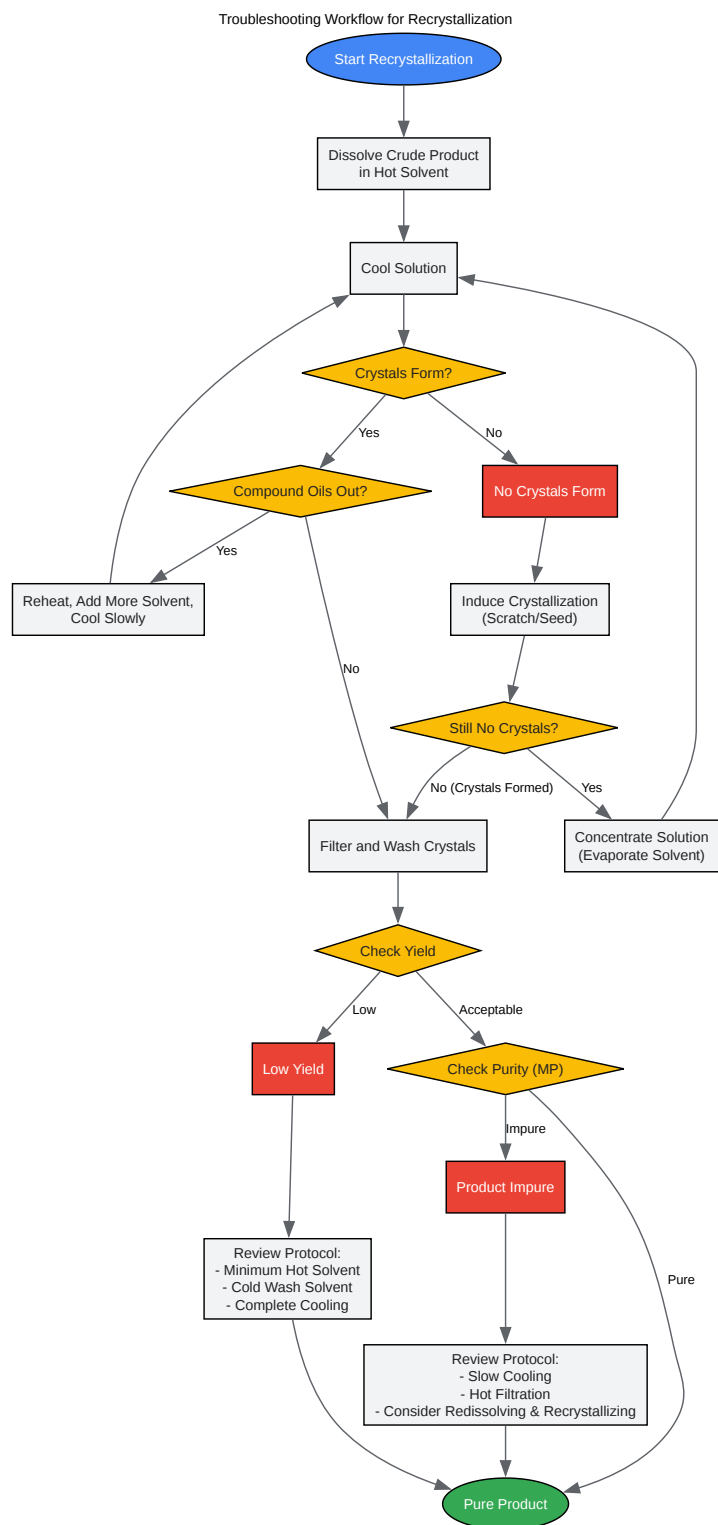 Troubleshooting Workflow for Recrystallization
Start Recrystallization
Dissolve Crude Product
in Hot Solvent
Cool Solution
Crystals Form?
Yes
No
Compound Oils Out?
No Crystals Form
Yes
Reheat, Add More Solvent,
Cool Slowly
Induce Crystallization
(Scratch/Seed)
No
Still No Crystals?
No (Crystals Formed)
Yes
Filter and Wash Crystals
Concentrate Solution
(Evaporate Solvent)
Check Yield
Low
Acceptable
Low Yield
Check Purity (MP)
Impure
Product Impure
Review Protocol:
- Minimum Hot Solvent
- Cold Wash Solvent
- Complete Cooling
Pure
Review Protocol:
- Slow Cooling
- Hot Filtration
- Consider Redissolving & Recrystallizing
Pure Product